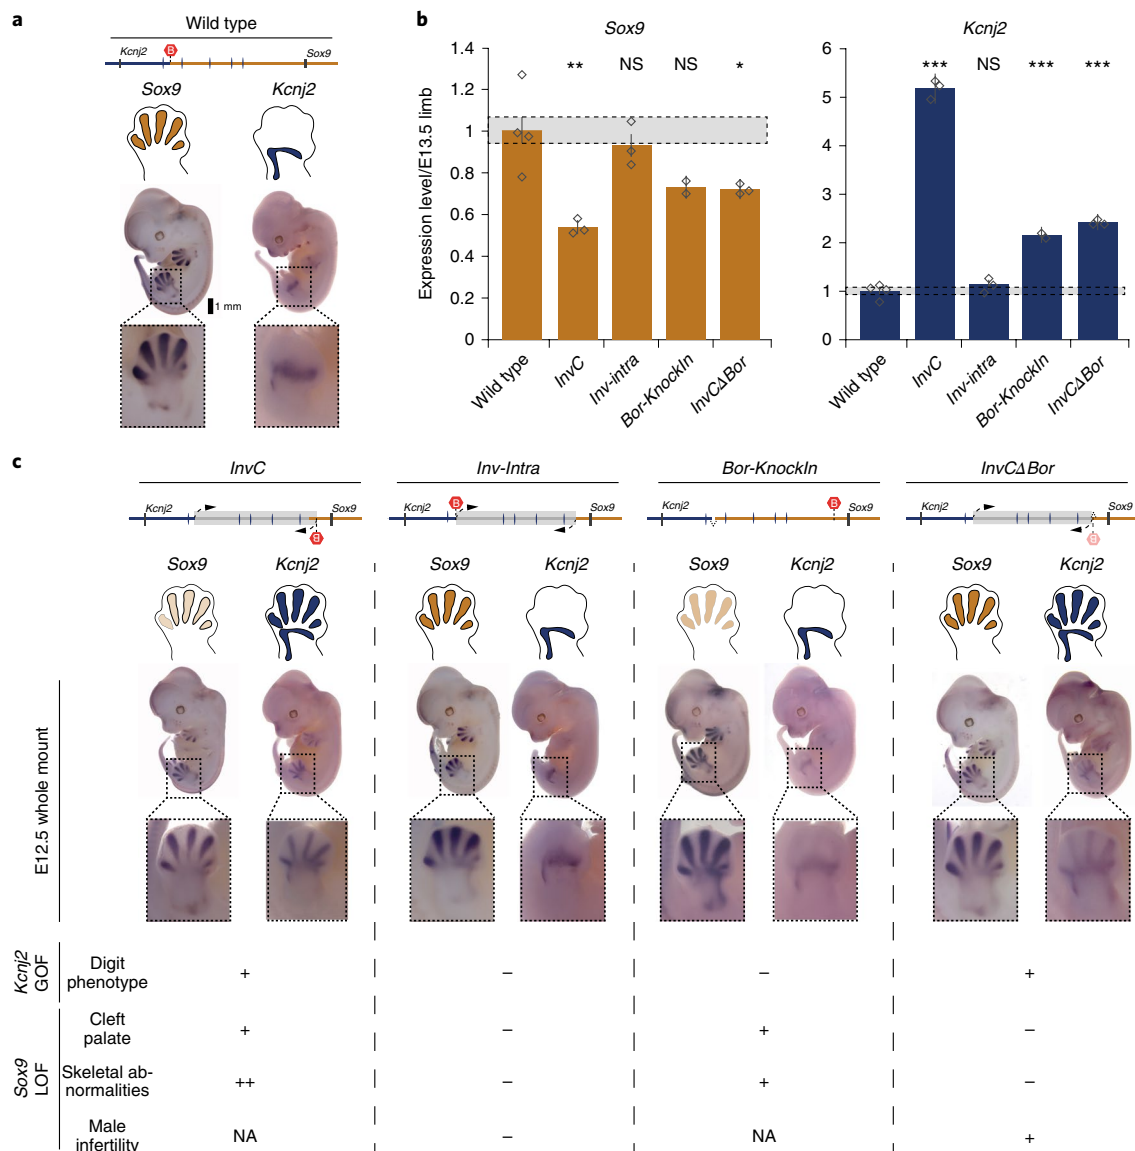 a
Wild type
Kcnj2
B
Sox9
Sox9
Kcnj2
1 mm
b
Sox9
Kcnj2
Expression level/E13.5 limb
1.4
1.2
1
0.8
0.6
0.4
0.2
0
**
NS
NS
*
Wild type
InvC
Inv-intra
Bor-KnockIn
InvCΔBor
6
5
4
3
2
1
0
***
NS
***
***
Wild type
InvC
Inv-intra
Bor-KnockIn
InvCΔBor
c
InvC
Inv-Intra
Bor-KnockIn
InvCΔBor
Kcnj2
Sox9
B
Kcnj2
B
Sox9
Kcnj2
B
Sox9
Kcnj2
Sox9
B
Sox9
Kcnj2
Sox9
Kcnj2
Sox9
Kcnj2
Sox9
Kcnj2
E12.5 whole mount
Kcnj2
GOF
Digit
phenotype
+
–
–
+
Sox9
LOF
Cleft
palate
+
–
+
–
Skeletal ab-
normalities
++
–
+
–
Male
infertility
NA
–
NA
+